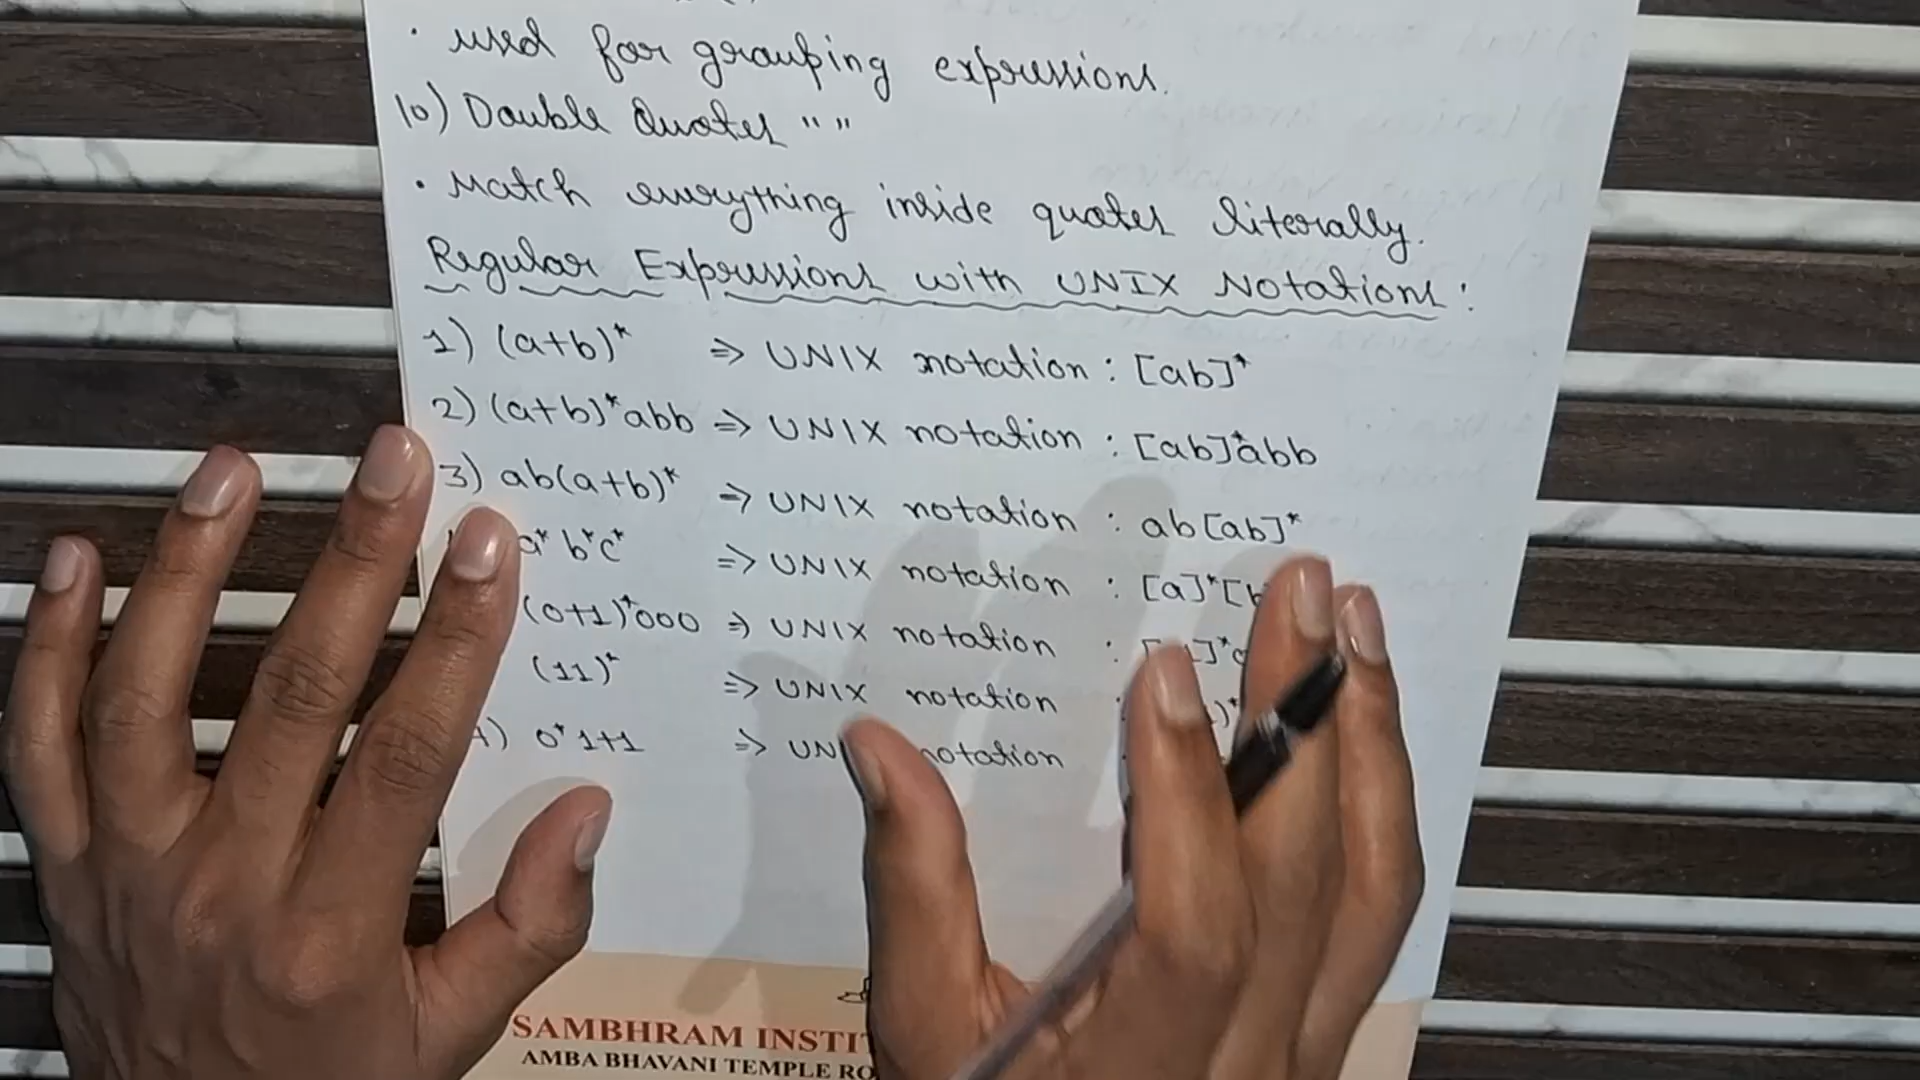 • used for grouping expressions.
10) Double Quotes " "
• Match everything inside quotes literally.
Regular Expressions with UNIX Notations :
1) (a+b)* => UNIX notation : [ab]*
2) (a+b)*abb => UNIX notation : [ab]*abb
3) ab(a+b)* => UNIX notation : ab[ab]*
a* b* c* => UNIX notation : [a]*[b
(0+1)*000 => UNIX notation : [ ]*
(11)* => UNIX notation : )*
) 0*1+1 => UN notation
SAMBHRAM INSTI
AMBA BHAVANI TEMPLE RO